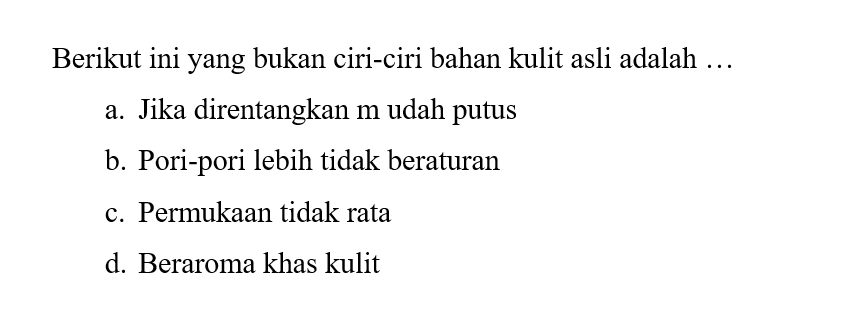 Berikut ini yang bukan ciri-ciri bahan kulit asli adalah …
a. Jika direntangkan m udah putus
b. Pori-pori lebih tidak beraturan
c. Permukaan tidak rata
d. Beraroma khas kulit